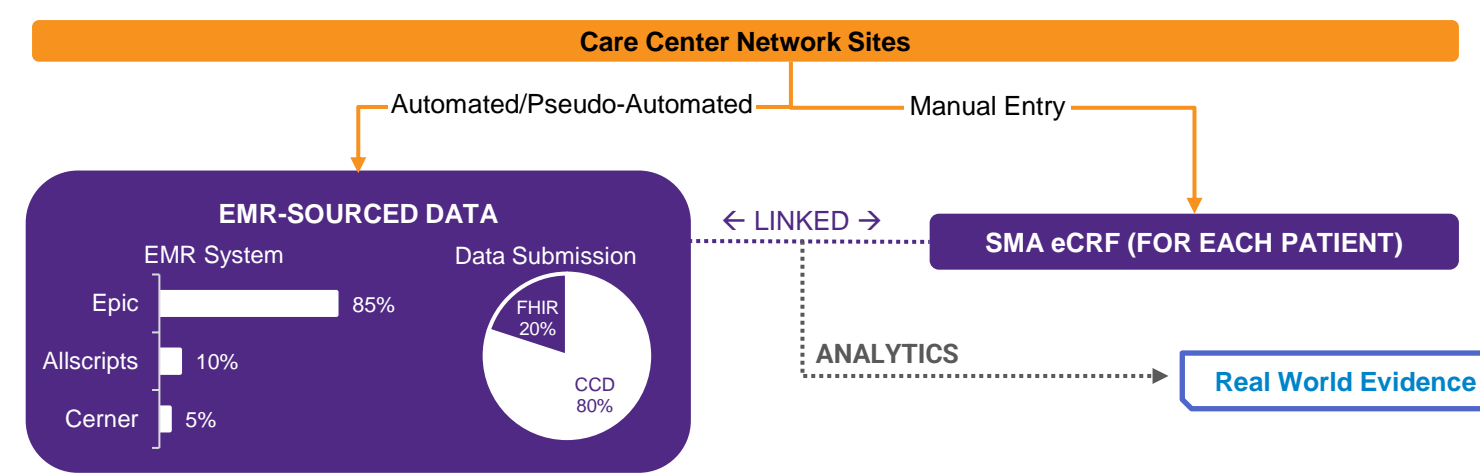 Care Center Network Sites
Automated/Pseudo-Automated
Manual Entry
EMR-SOURCED DATA
EMR System
Data Submission
Epic
85%
Allscripts
10%
Cerner
5%
FHIR
20%
CCD
80%
← LINKED →
SMA eCRF (FOR EACH PATIENT)
ANALYTICS
Real World Evidence